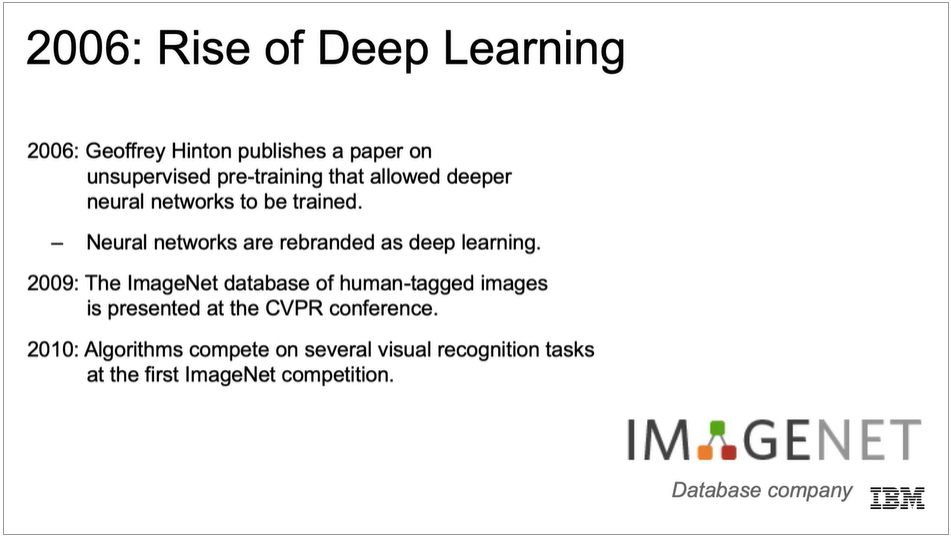 2006: Rise of Deep Learning
2006: Geoffrey Hinton publishes a paper on
unsupervised pre-training that allowed deeper
neural networks to be trained.
– Neural networks are rebranded as deep learning.
2009: The ImageNet database of human-tagged images
is presented at the CVPR conference.
2010: Algorithms compete on several visual recognition tasks
at the first ImageNet competition.
IMAGENET
Database company
IBM